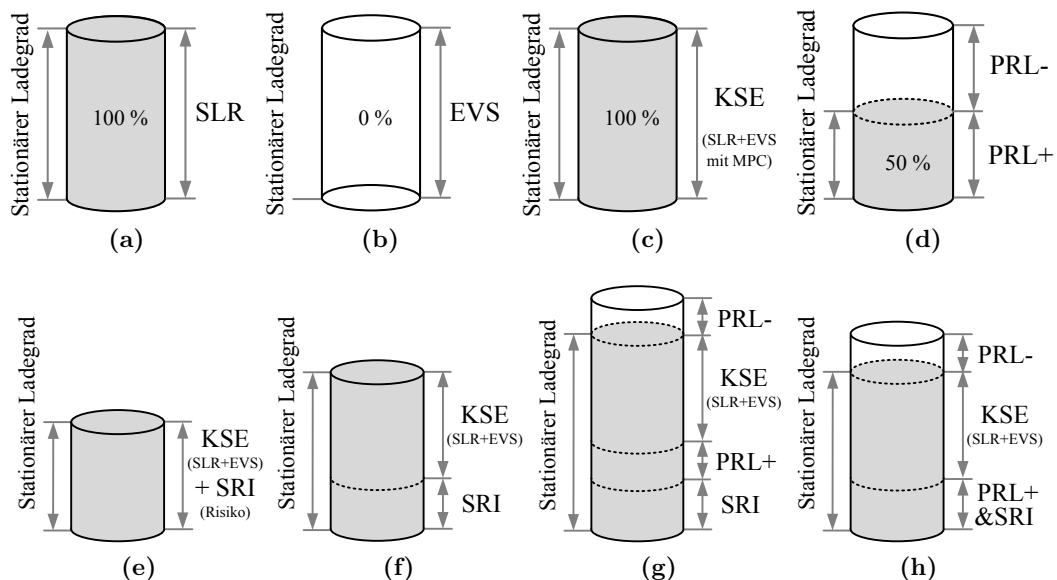 Stationärer Ladegrad
100 %
SLR
(a)
Stationärer Ladegrad
0 %
EVS
(b)
Stationärer Ladegrad
100 %
KSE
(SLR+EVS
mit MPC)
(c)
Stationärer Ladegrad
50 %
PRL-
PRL+
(d)
Stationärer Ladegrad
KSE
(SLR+EVS)
+ SRI
(Risiko)
(e)
Stationärer Ladegrad
KSE
(SLR+EVS)
SRI
(f)
Stationärer Ladegrad
PRL-
KSE
(SLR+EVS)
PRL+
SRI
(g)
Stationärer Ladegrad
PRL-
KSE
(SLR+EVS)
PRL+
&SRI
(h)